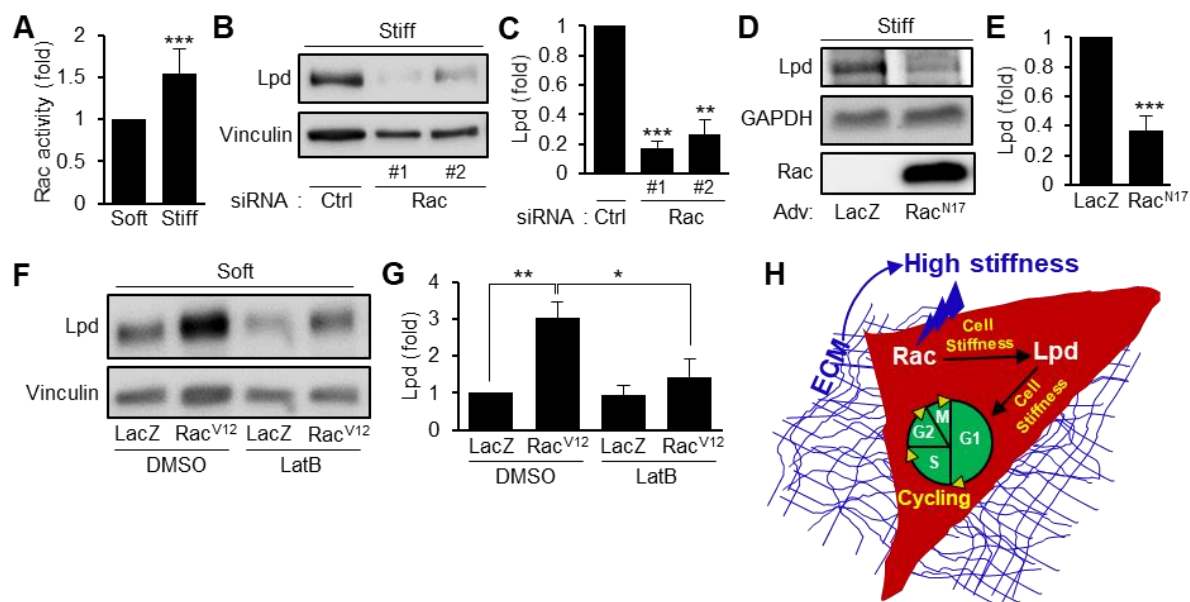 A
Rac activity (fold)
2
1.5
1
0.5
0
***
Soft Stiff
B
Stiff
Lpd
Vinculin
#1 #2
siRNA : Ctrl Rac
C
Lpd (fold)
1
0.8
0.6
0.4
0.2
0
*** **
#1 #2
siRNA : Ctrl Rac
D
Stiff
Lpd
GAPDH
Rac
Adv: LacZ Rac^N17
E
Lpd (fold)
1
0.8
0.6
0.4
0.2
0
***
LacZ Rac^N17
F
Soft
Lpd
Vinculin
LacZ Rac^V12 LacZ Rac^V12
DMSO LatB
G
Lpd (fold)
4
3
2
1
0
** *
LacZ Rac^V12 LacZ Rac^V12
DMSO LatB
H
High stiffness
ECM
Cell
Stiffness
Rac Lpd
Cell
Stiffness
M
G2 G1
S
Cycling